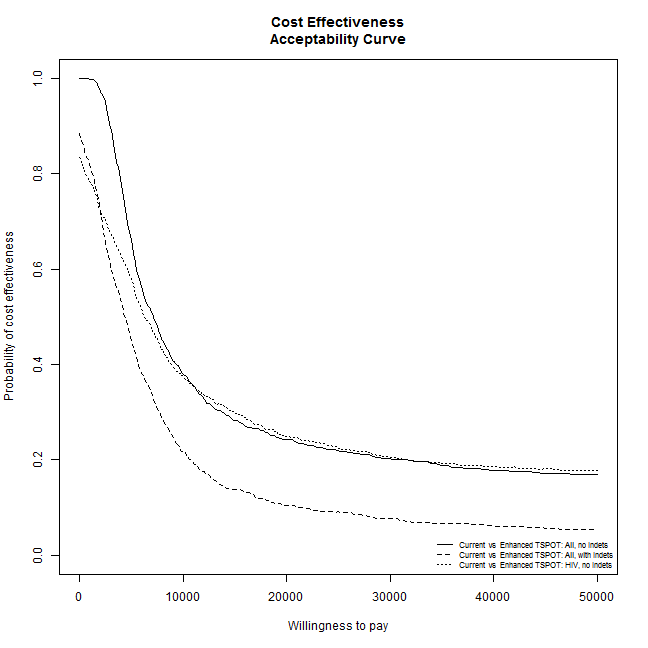 Cost Effectiveness
Acceptability Curve
Probability of cost effectiveness
1.0
0.8
0.6
0.4
0.2
0.0
Current vs Enhanced TSPOT: All, no Indets
Current vs Enhanced TSPOT: All, with Indets
Current vs Enhanced TSPOT: HIV, no Indets
0
10000
20000
30000
40000
50000
Willingness to pay